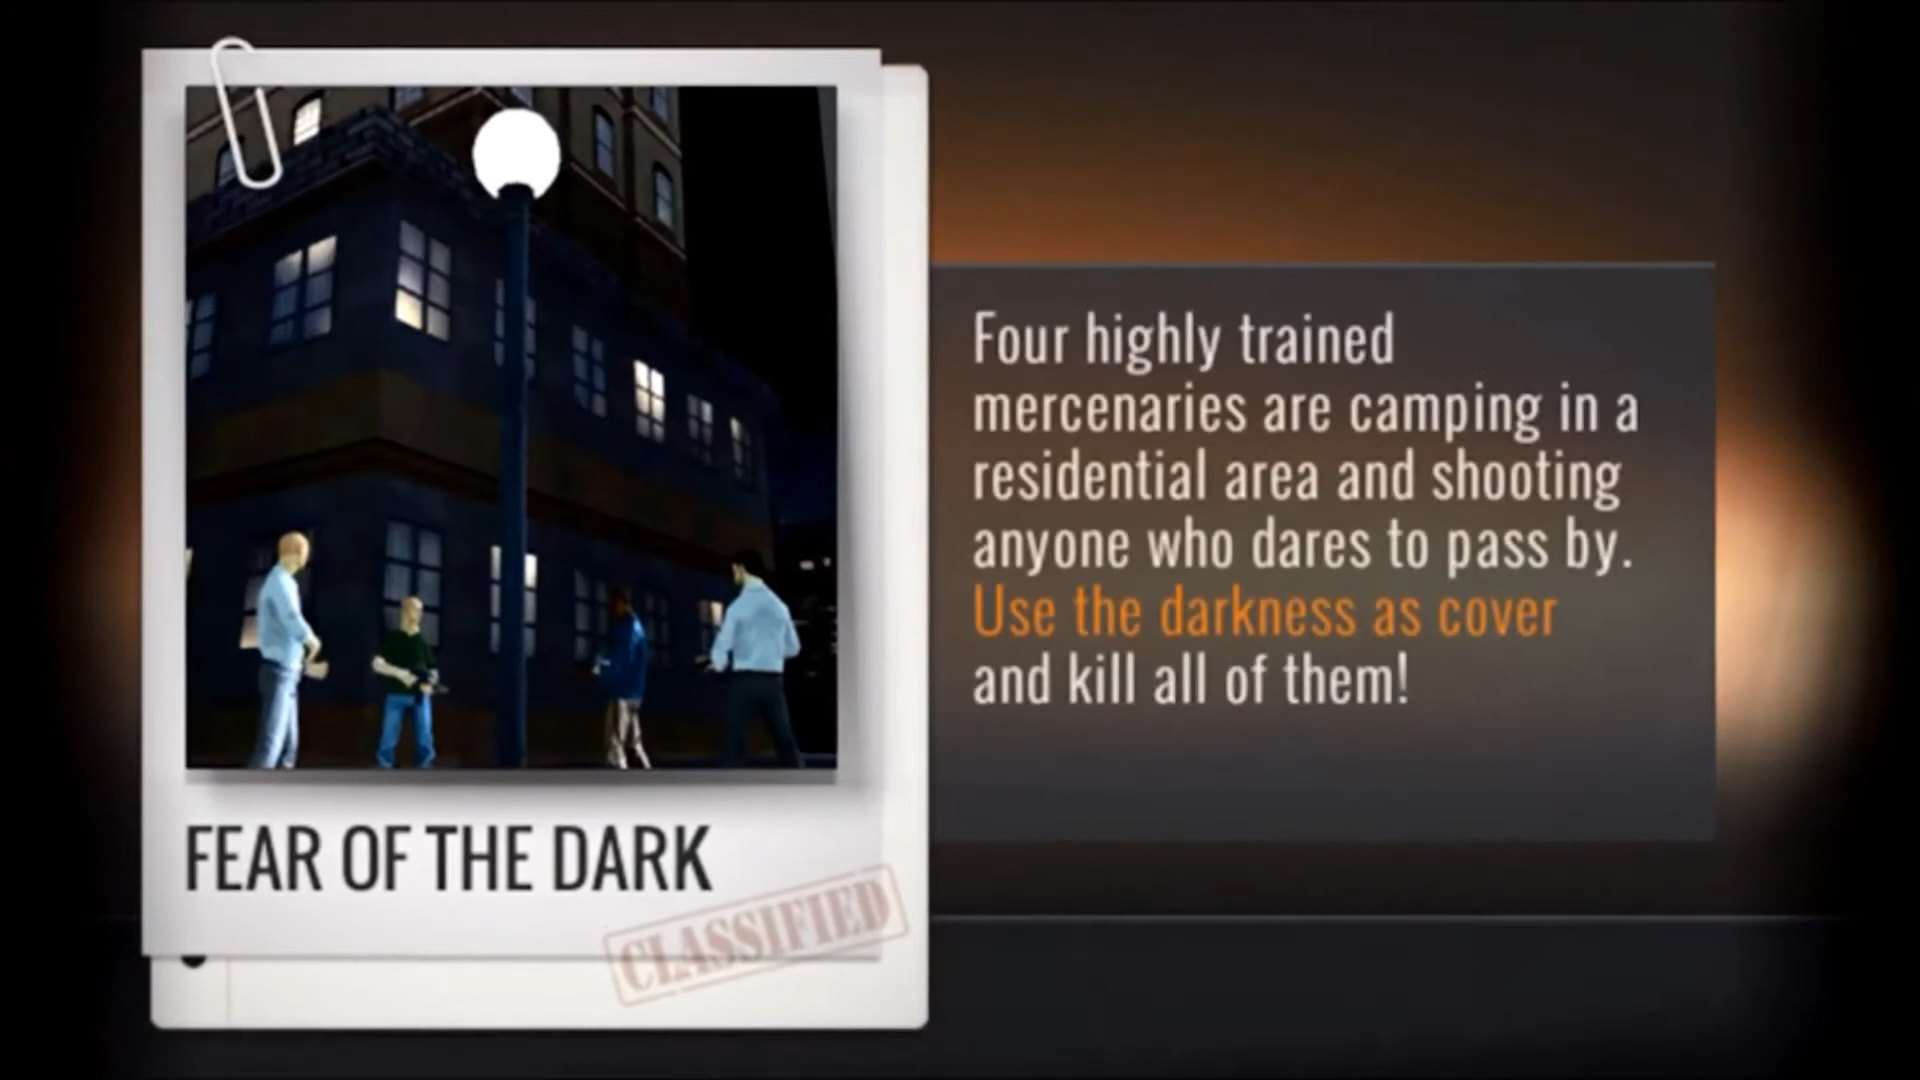 FEAR OF THE DARK
CLASSIFIED
Four highly trained
mercenaries are camping in a
residential area and shooting
anyone who dares to pass by.
Use the darkness as cover
and kill all of them!